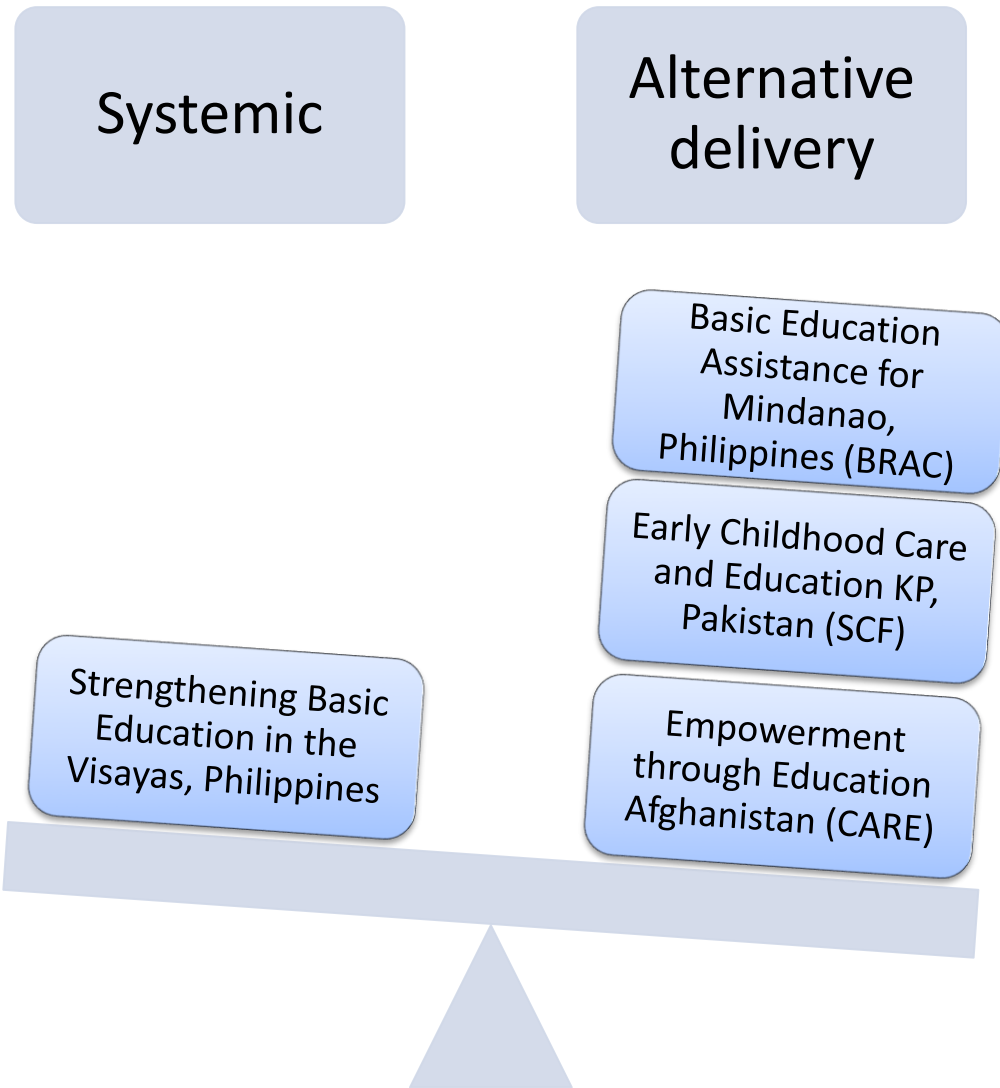 Systemic
Alternative
delivery
Basic Education
Assistance for
Mindanao,
Philippines (BRAC)
Early Childhood Care
and Education KP,
Pakistan (SCF)
Strengthening Basic
Education in the
Visayas, Philippines
Empowerment
through Education
Afghanistan (CARE)